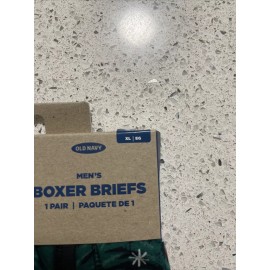 XL | EG
OLD NAVY
MEN'S
BOXER BRIEFS
1 PAIR | PAQUETE DE 1